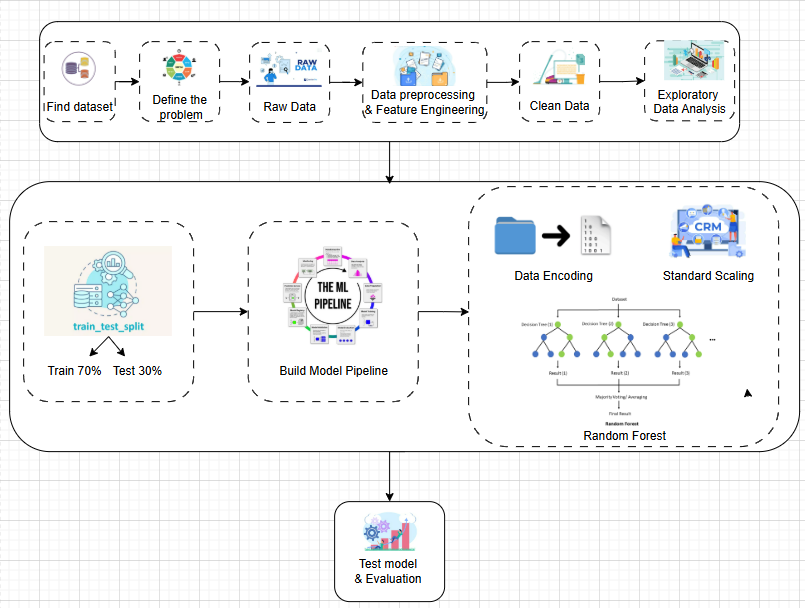 RAW
DATA
Find dataset
Define the
problem
Raw Data
Data preprocessing
& Feature Engineering
Clean Data
Exploratory
Data Analysis
train_test_split
Train 70%
Test 30%
THE ML
PIPELINE
Build Model Pipeline
CRM
Data Encoding
Standard Scaling
Dataset
Decision Tree (1)
Decision Tree (2)
Decision Tree (3)
...
Result (1)
Result (2)
Result (3)
Majority Voting/ Averaging
Final Result
Random Forest
Random Forest
Test model
& Evaluation